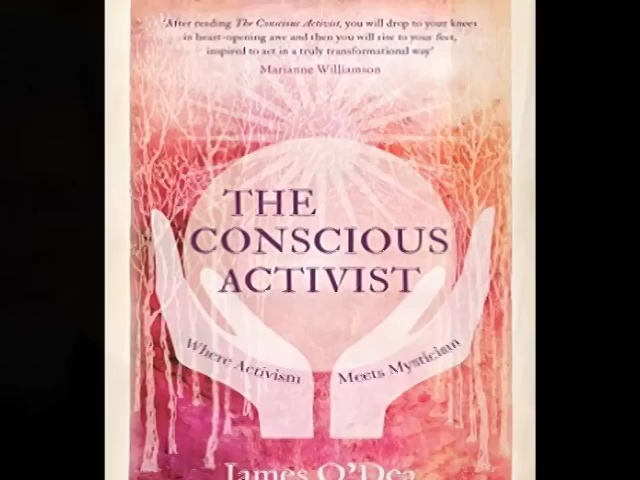 'After reading The Conscious Activist, you will drop to your knees
in heart-opening awe and then you will rise to your feet,
inspired to act in a truly transformational way'
Marianne Williamson
THE
CONSCIOUS
ACTIVIST
Where Activism Meets Mysticism
James O'Dea